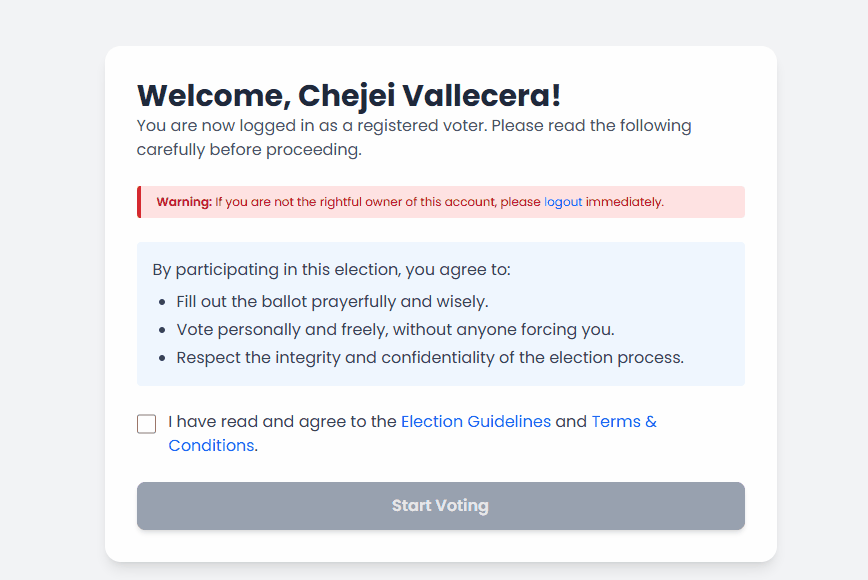 Welcome, Chejei Vallecera!
You are now logged in as a registered voter. Please read the following
carefully before proceeding.
Warning: If you are not the rightful owner of this account, please logout immediately.
By participating in this election, you agree to:
• Fill out the ballot prayerfully and wisely.
• Vote personally and freely, without anyone forcing you.
• Respect the integrity and confidentiality of the election process.
I have read and agree to the Election Guidelines and Terms &
Conditions.
Start Voting